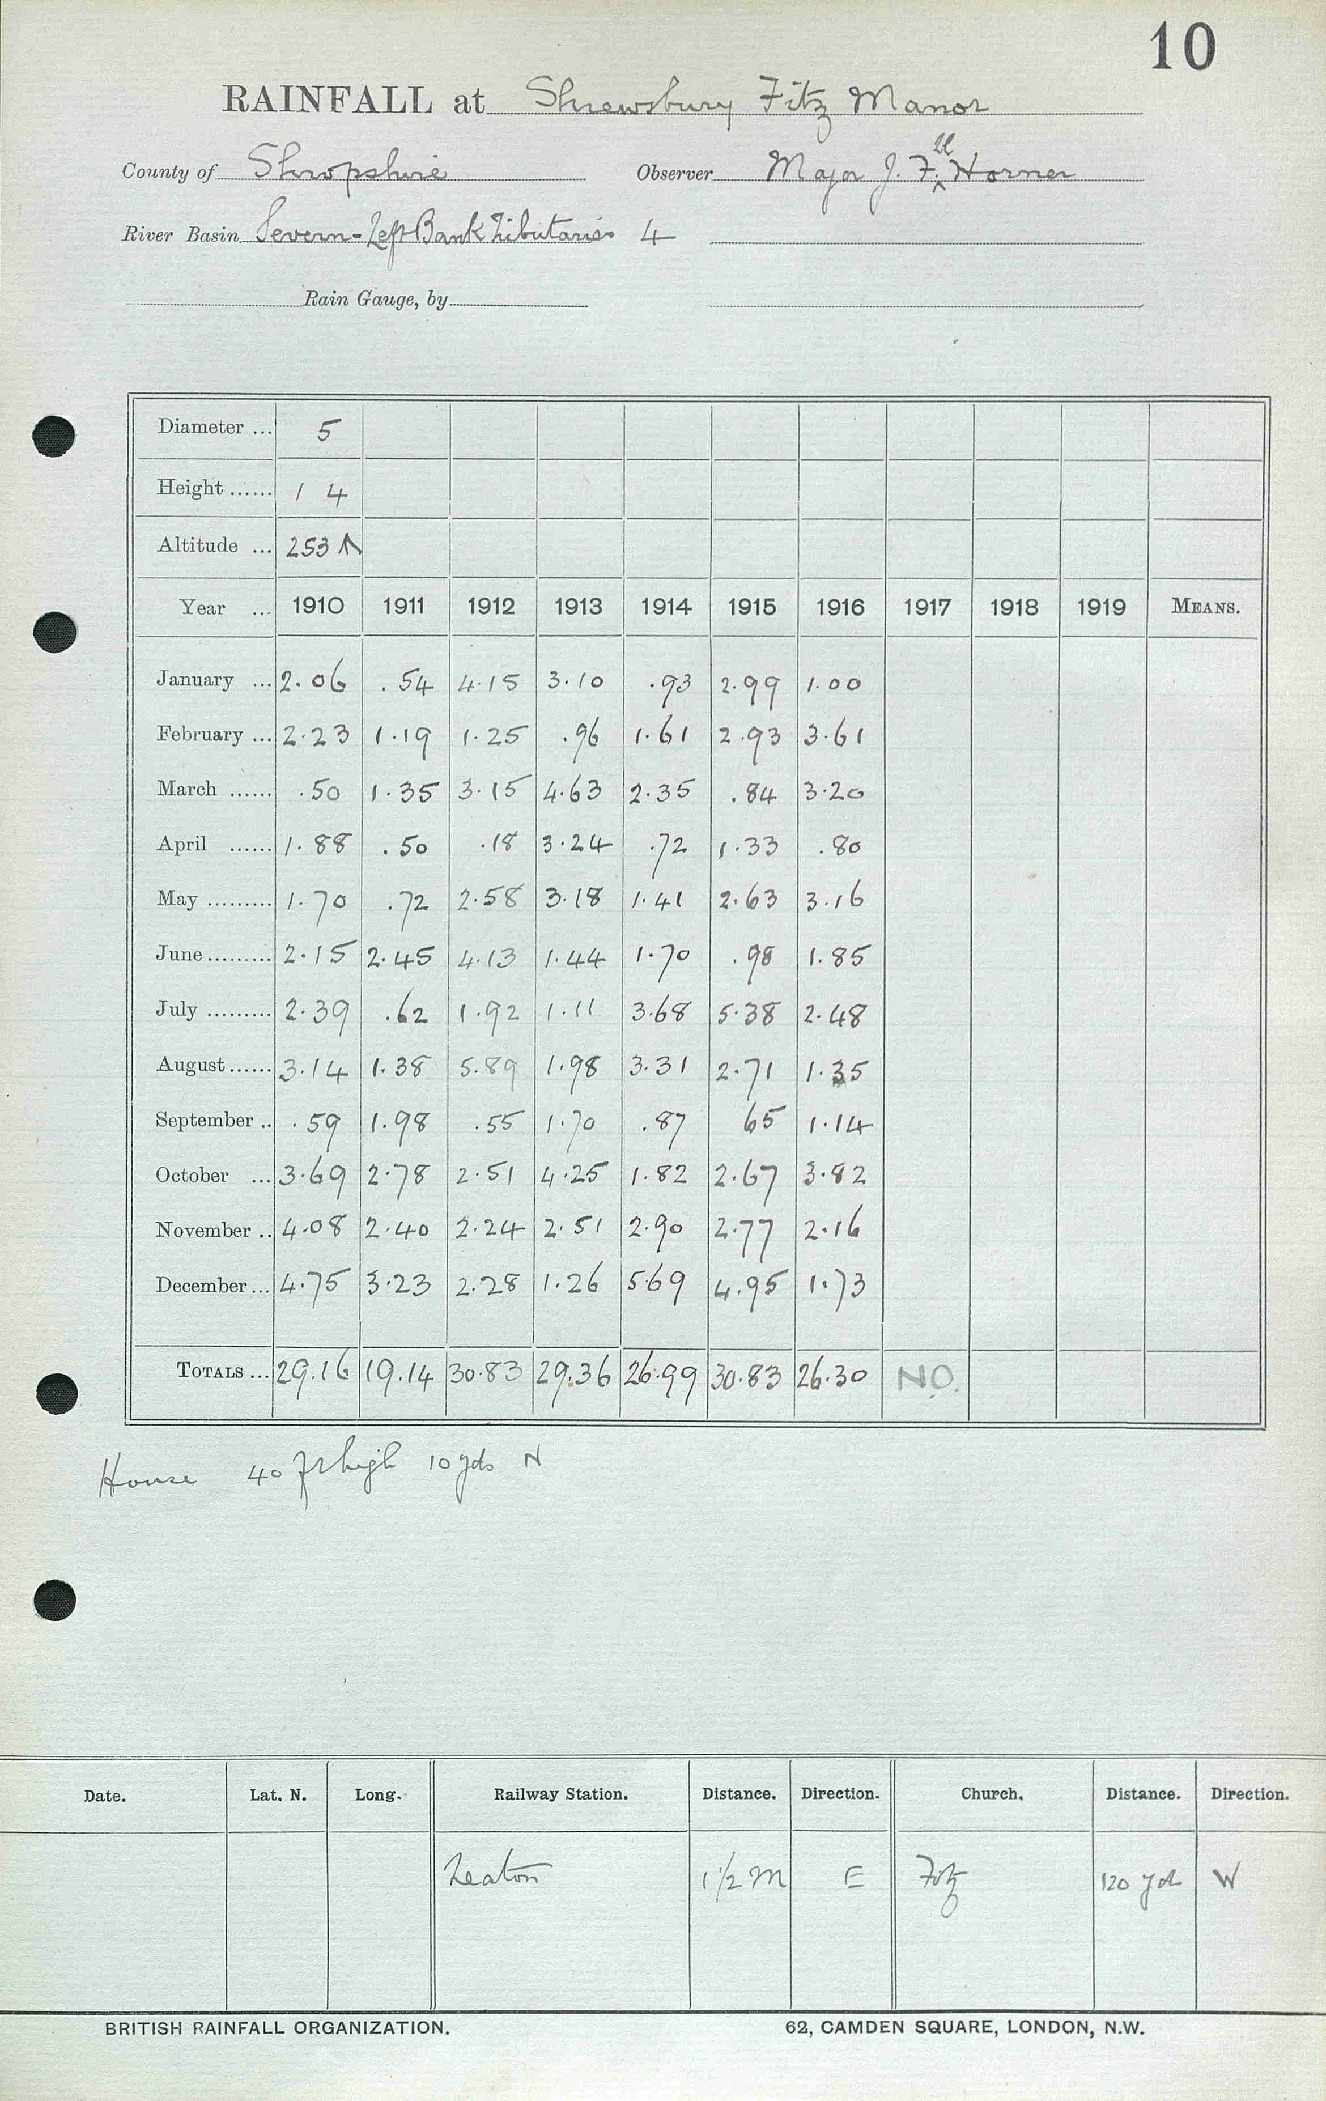 10
RAINFALL at Shrewsbury Fitz Manor
County of Shropshire Observer Major J. F. Horner
River Basin Severn - Left Bank Tributaries 4
Rain Gauge, by
Diameter ... 5
Height ...... 1 4
Altitude ... 253
Year ... 1910 1911 1912 1913 1914 1915 1916 1917 1918 1919 MEANS.
January ... 2.06 .54 4.15 3.10 .93 2.99 1.00
February ... 2.23 1.19 1.25 .96 1.61 2.93 3.61
March ...... .50 1.35 3.15 4.63 2.35 .84 3.20
April ...... 1.88 .50 .18 3.24 .72 1.33 .80
May ......... 1.70 .72 2.58 3.18 1.41 2.63 3.16
June ......... 2.15 2.45 4.13 1.44 1.70 .98 1.85
July ......... 2.39 .62 1.92 1.11 3.68 5.38 2.48
August ...... 3.14 1.38 5.89 1.98 3.31 2.71 1.35
September .. .59 1.98 .55 1.70 .87 65 1.14
October ... 3.69 2.78 2.51 4.25 1.82 2.67 3.82
November .. 4.08 2.40 2.24 2.51 2.90 2.77 2.16
December ... 4.75 3.23 2.28 1.26 5.69 4.95 1.73
TOTALS ... 29.16 19.14 30.83 29.36 26.99 30.83 26.30 NO.
House 40 ft high 10 yds N
Date. Lat. N. Long. Railway Station. Distance. Direction. Church. Distance. Direction.
Leaton 1½ M E Fitz 120 yds W
BRITISH RAINFALL ORGANIZATION. 62, CAMDEN SQUARE, LONDON, N.W.